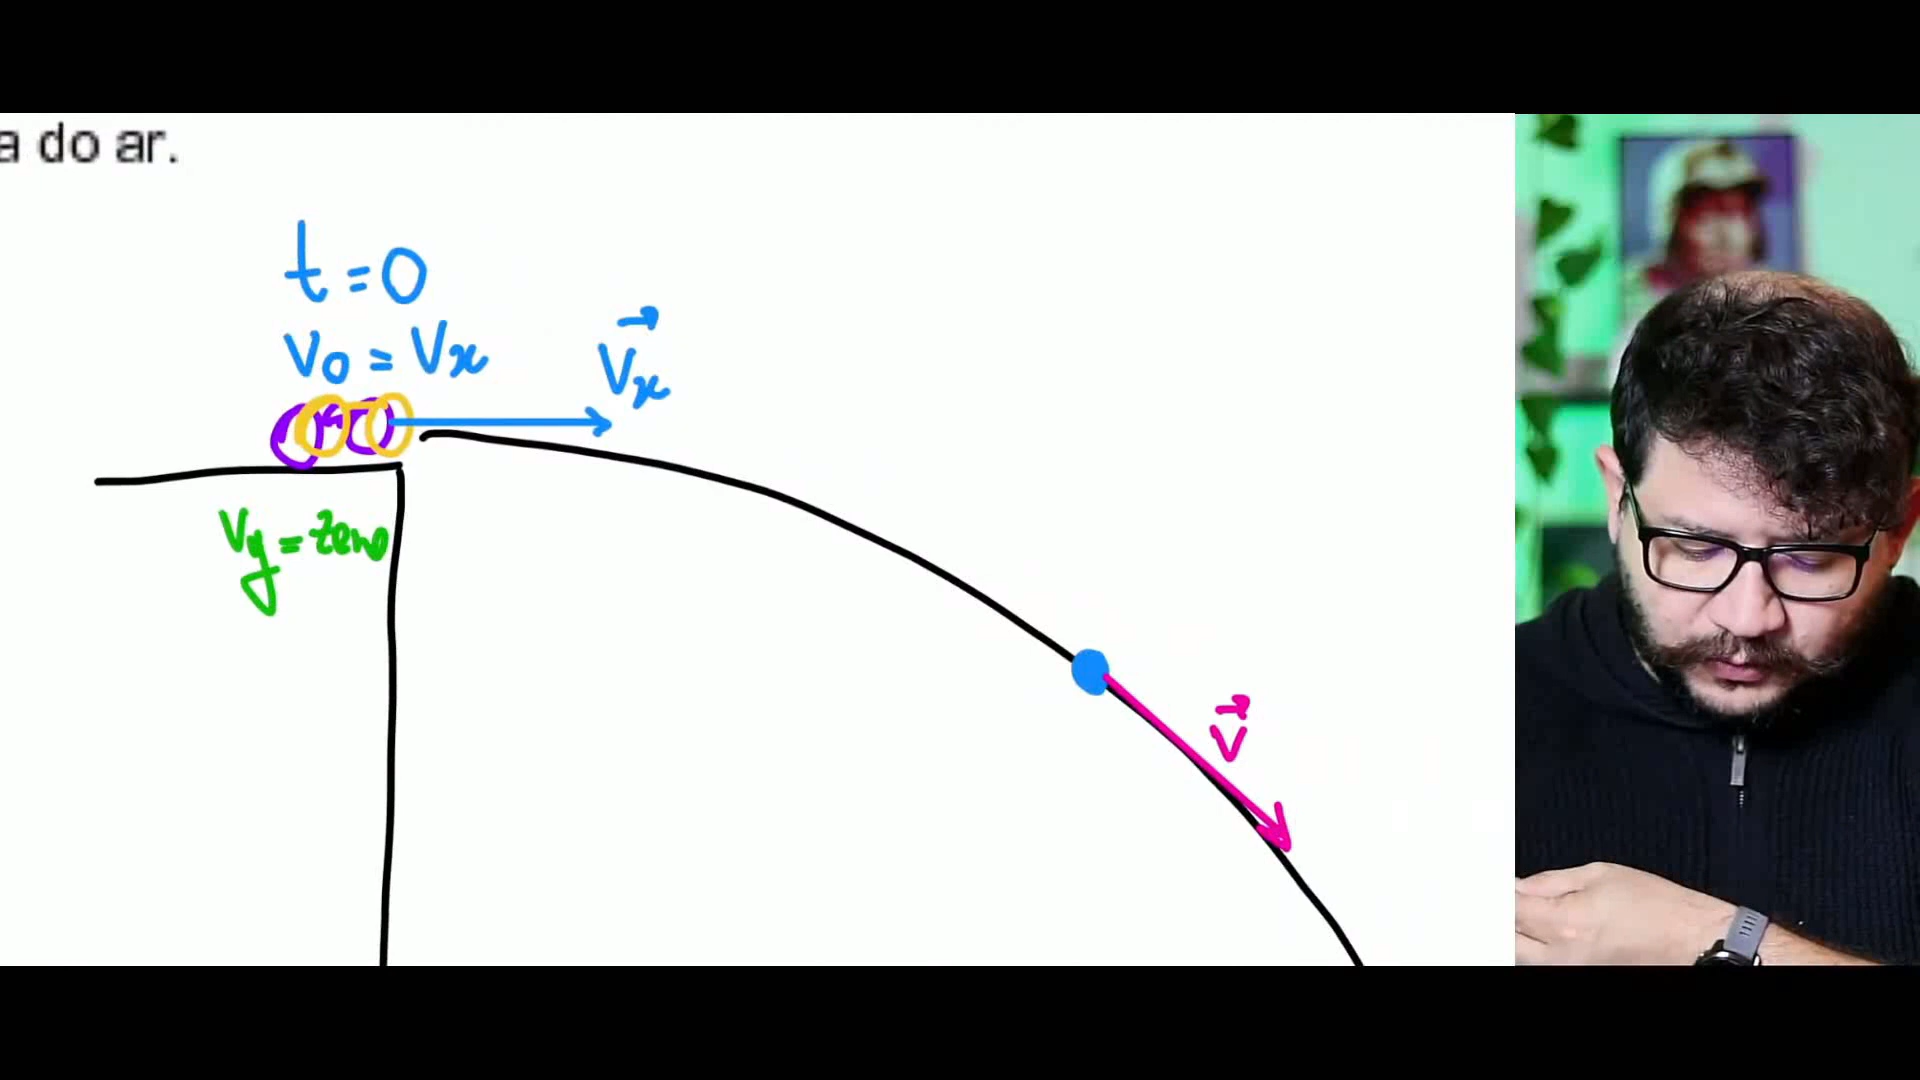 a do ar.
t=0
V0 = Vx
Vx
Vy = zero
V